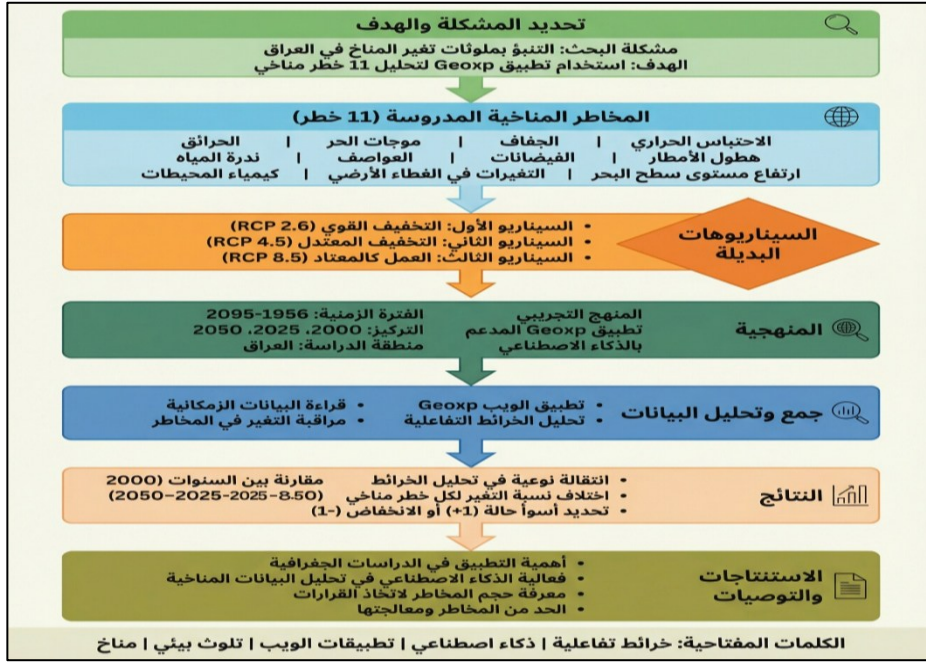 تحديد المشكلة والهدف
مشكلة البحث: التنبؤ بملوثات تغير المناخ في العراق
الهدف: استخدام تطبيق Geoxp لتحليل 11 خطر مناخي
المخاطر المناخية المدروسة (11 خطر)
الاحتباس الحراري | الجفاف | موجات الحر | الحرائق
هطول الأمطار | الفيضانات | العواصف | ندرة المياه
ارتفاع مستوى سطح البحر | التغيرات في الغطاء الأرضي | كيمياء المحيطات
السيناريوهات
البديلة
• السيناريو الأول: التخفيف القوي (RCP 2.6)
• السيناريو الثاني: التخفيف المعتدل (RCP 4.5)
• السيناريو الثالث: العمل كالمعتاد (RCP 8.5)
المنهجية
المنهج التجريبي
تطبيق Geoxp المدعم
بالذكاء الاصطناعي
الفترة الزمنية: 1956-2095
التركيز: 2000، 2025، 2050
منطقة الدراسة: العراق
جمع وتحليل البيانات
• تطبيق الويب Geoxp
• تحليل الخرائط التفاعلية
• قراءة البيانات الزمكانية
• مراقبة التغير في المخاطر
النتائج
• انتقالة نوعية في تحليل الخرائط
• اختلاف نسبة التغير لكل خطر مناخي
• تحديد أسوأ حالة (+1) أو الانخفاض (-1)
مقارنة بين السنوات (2000
(2050–2025-2025-8.50)
الاستنتاجات
والتوصيات
• أهمية التطبيق في الدراسات الجغرافية
• فعالية الذكاء الاصطناعي في تحليل البيانات المناخية
• معرفة حجم المخاطر لاتخاذ القرارات
• الحد من المخاطر ومعالجتها
الكلمات المفتاحية: خرائط تفاعلية | ذكاء اصطناعي | تطبيقات الويب | تلوث بيئي | مناخ